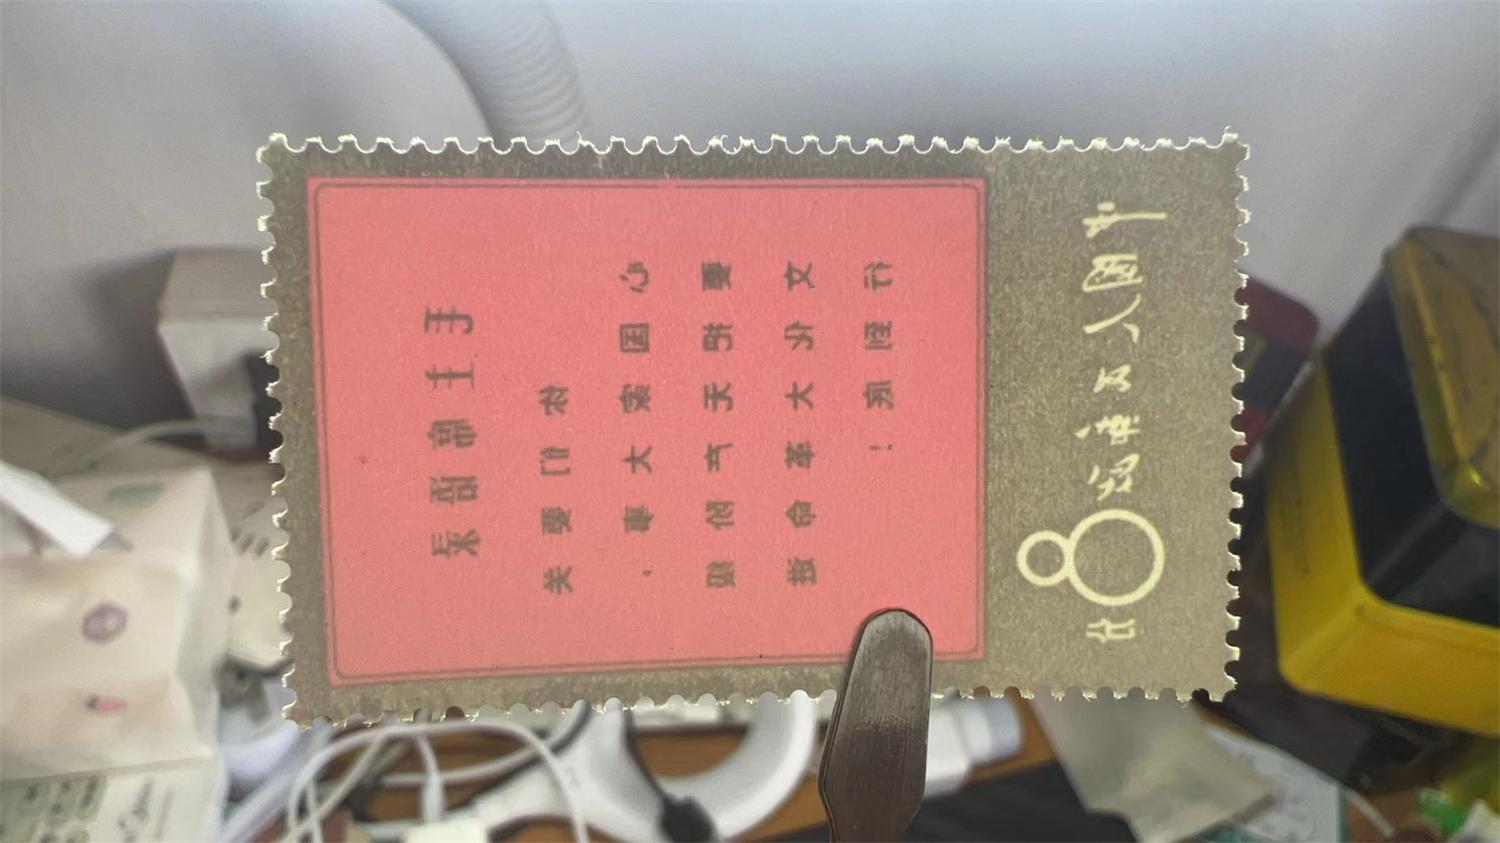 毛主席语录
你们要关
心国家大事，
要把无产阶级
文化大革命进
行到底！
中国人民邮政8分